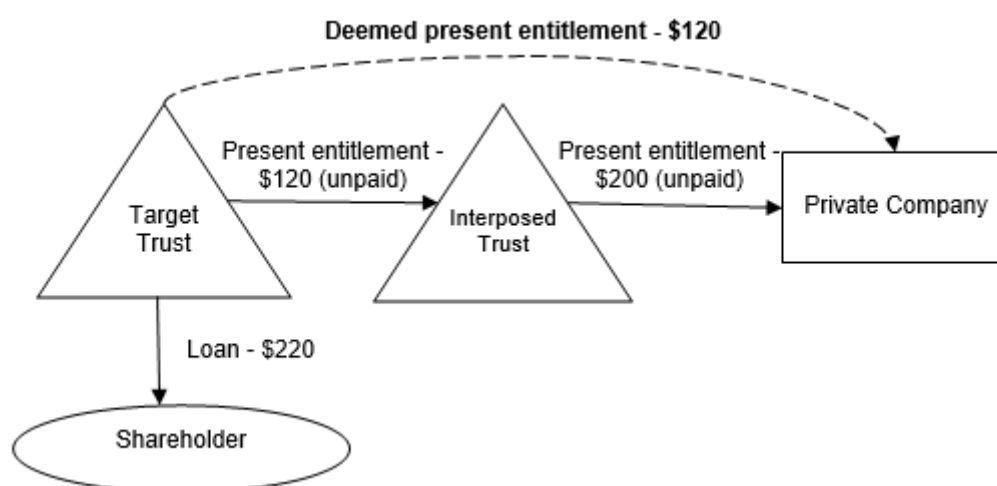 Deemed present entitlement - $120
Present entitlement -
$120 (unpaid)
Present entitlement -
$200 (unpaid)
Target
Trust
Interposed
Trust
Private Company
Loan - $220
Shareholder